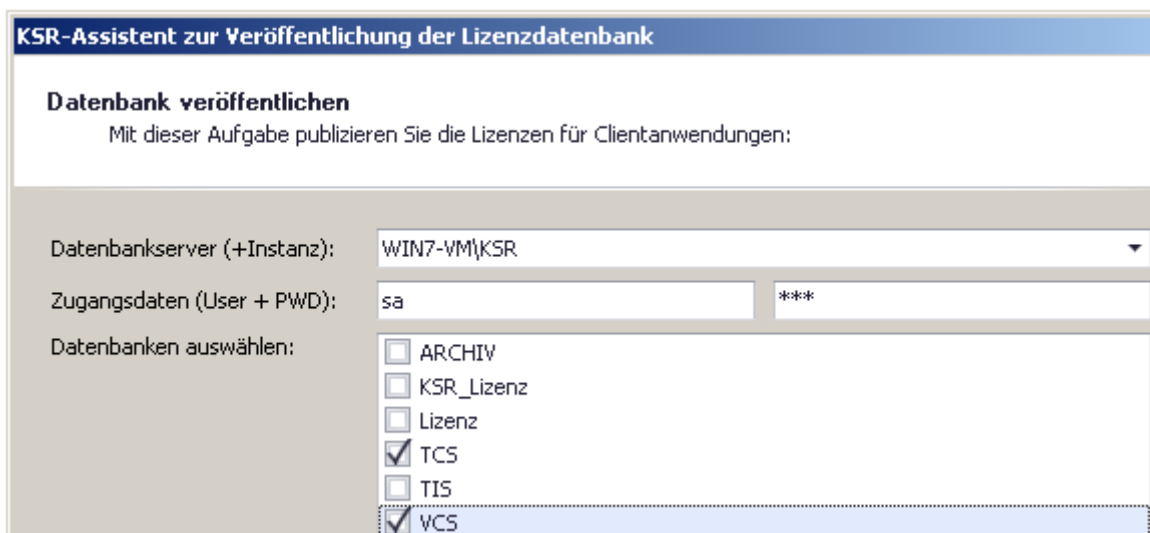 KSR-Assistent zur Veröffentlichung der Lizenzdatenbank
Datenbank veröffentlichen
Mit dieser Aufgabe publizieren Sie die Lizenzen für Clientanwendungen:
Datenbankserver (+Instanz): WIN7-VM\KSR
Zugangsdaten (User + PWD): sa ***
Datenbanken auswählen:
ARCHIV
KSR_Lizenz
Lizenz
TCS
TIS
VCS